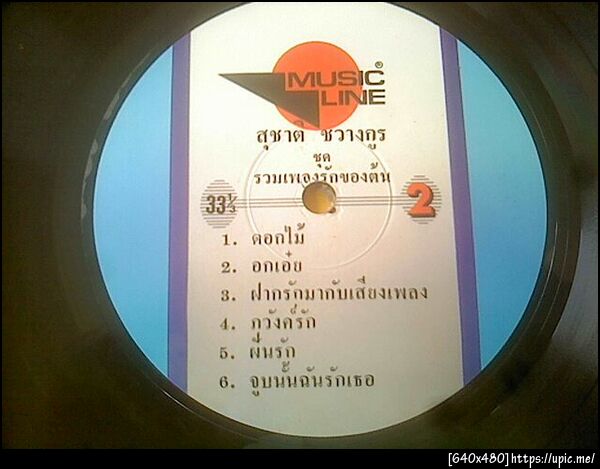 MUSIC ®
LINE
สุชาติ ชวางกูร
ชุด
รวมเพลงรักของต้น
33⅓ 2
1. ดอกไม้
2. อกเอ๋ย
3. ฝากรักมากับเสียงเพลง
4. ภวังค์รัก
5. ฝืนรัก
6. จูบนั้นฉันรักเธอ
[640x480]https://upic.me/